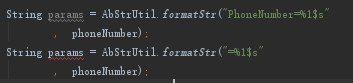 String params = AbStrUtil.formatStr("PhoneNumber=%1$s"
, phoneNumber);
String params = AbStrUtil.formatStr("=%1$s"
, phoneNumber);